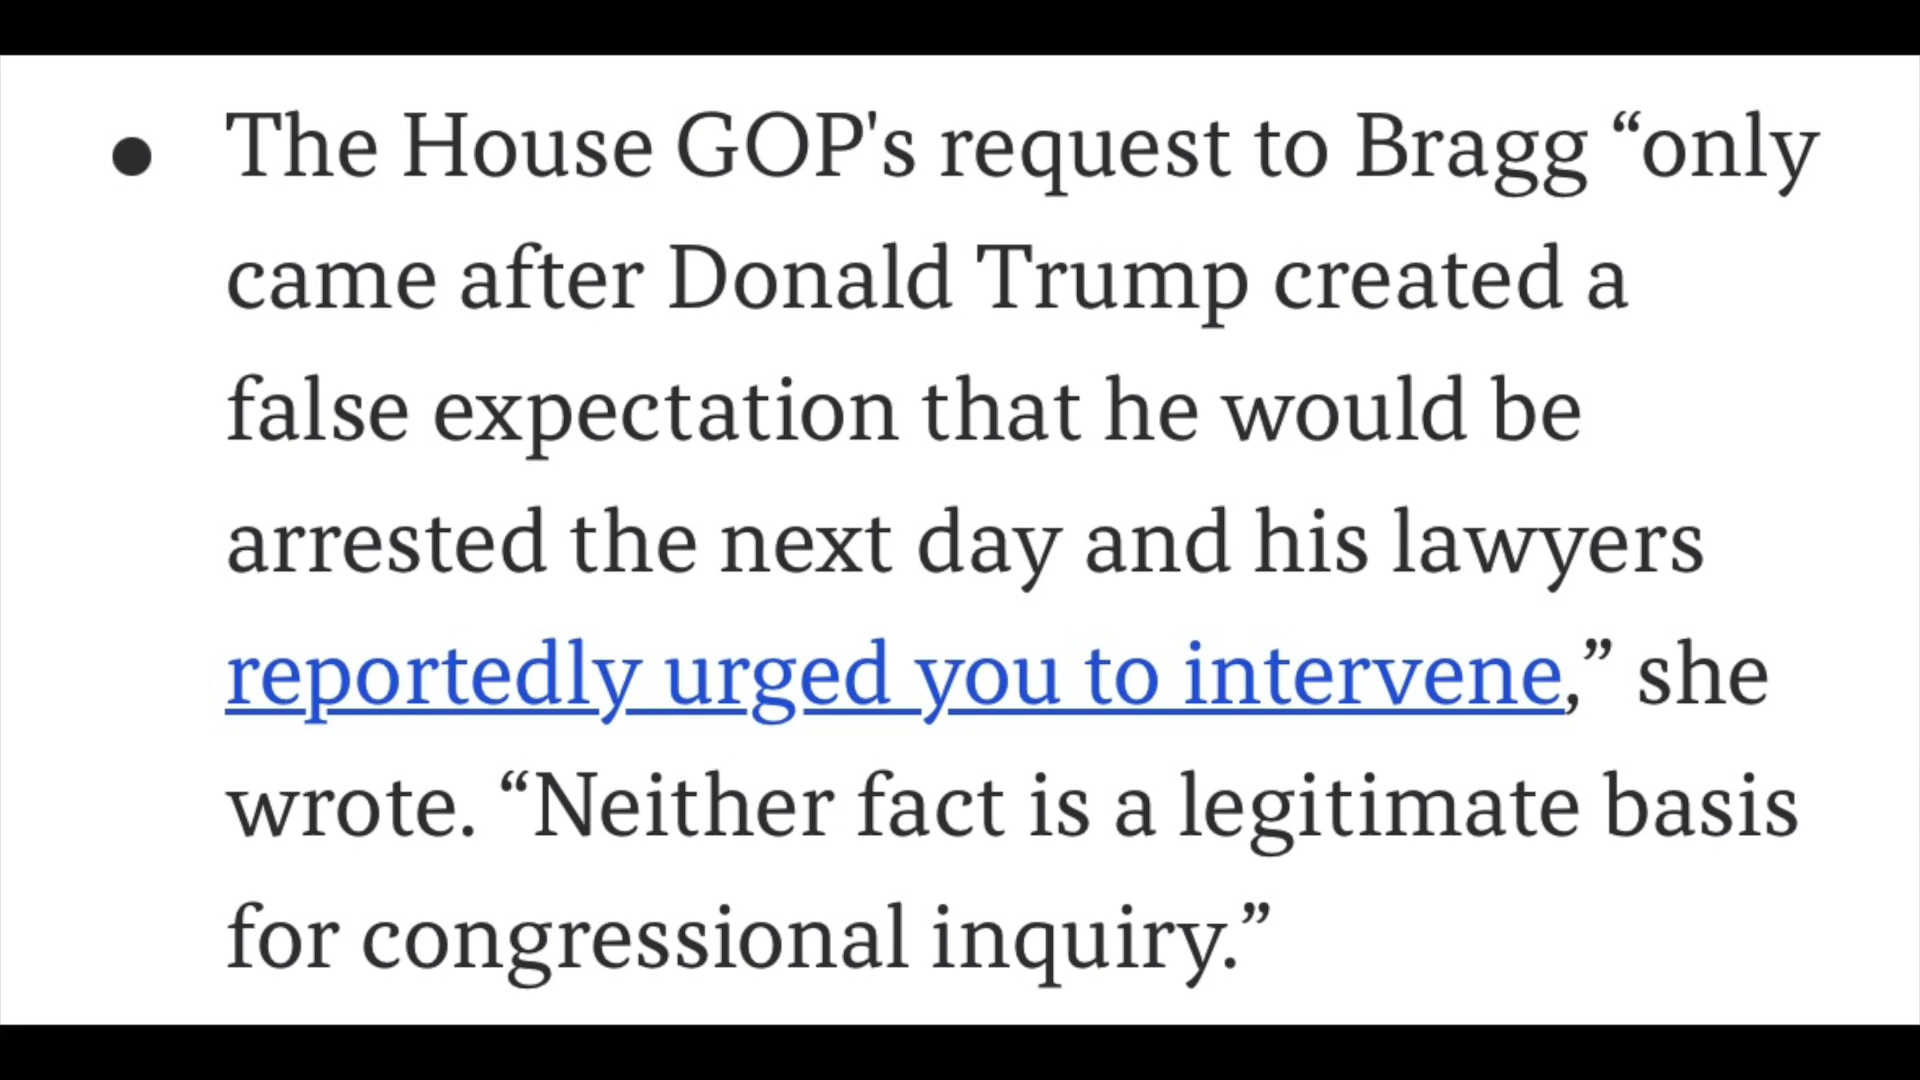 • The House GOP's request to Bragg “only
came after Donald Trump created a
false expectation that he would be
arrested the next day and his lawyers
reportedly urged you to intervene,” she
wrote. “Neither fact is a legitimate basis
for congressional inquiry.”